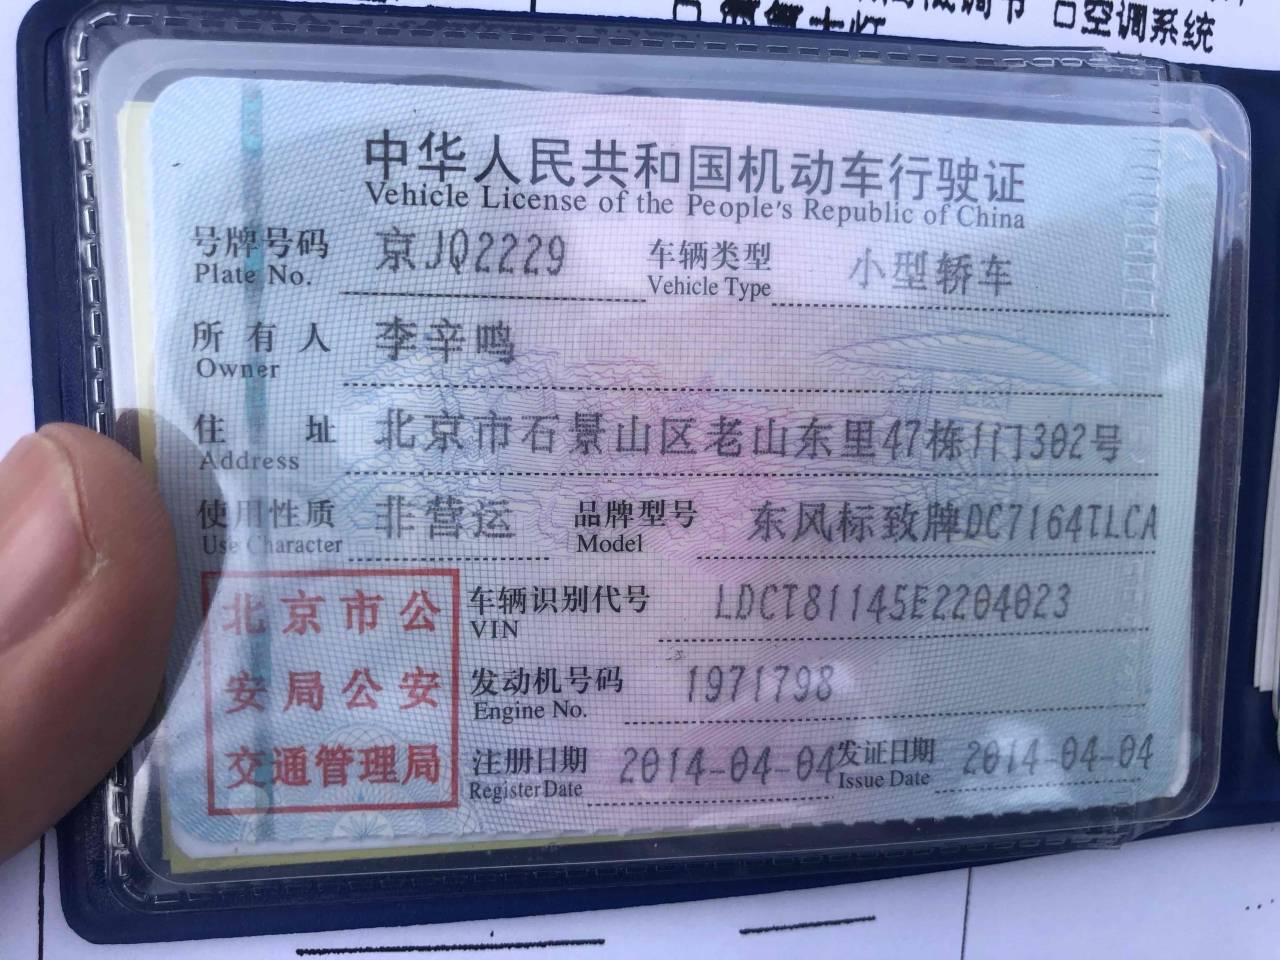 空调系统
中华人民共和国机动车行驶证
Vehicle License of the People's Republic of China
号牌号码 京JQ2229 车辆类型 小型轿车
Plate No. Vehicle Type
所有人 李辛鸣
Owner
住址 北京市石景山区老山东里47栋1门302号
Address
使用性质 非营运 品牌型号 东风标致牌DC7164TLCA
Use Character Model
北京市公
安局公安
交通管理局
车辆识别代号 LDCT81145E2204023
VIN
发动机号码 1971798
Engine No.
注册日期 2014-04-04 发证日期 2014-04-04
Register Date Issue Date